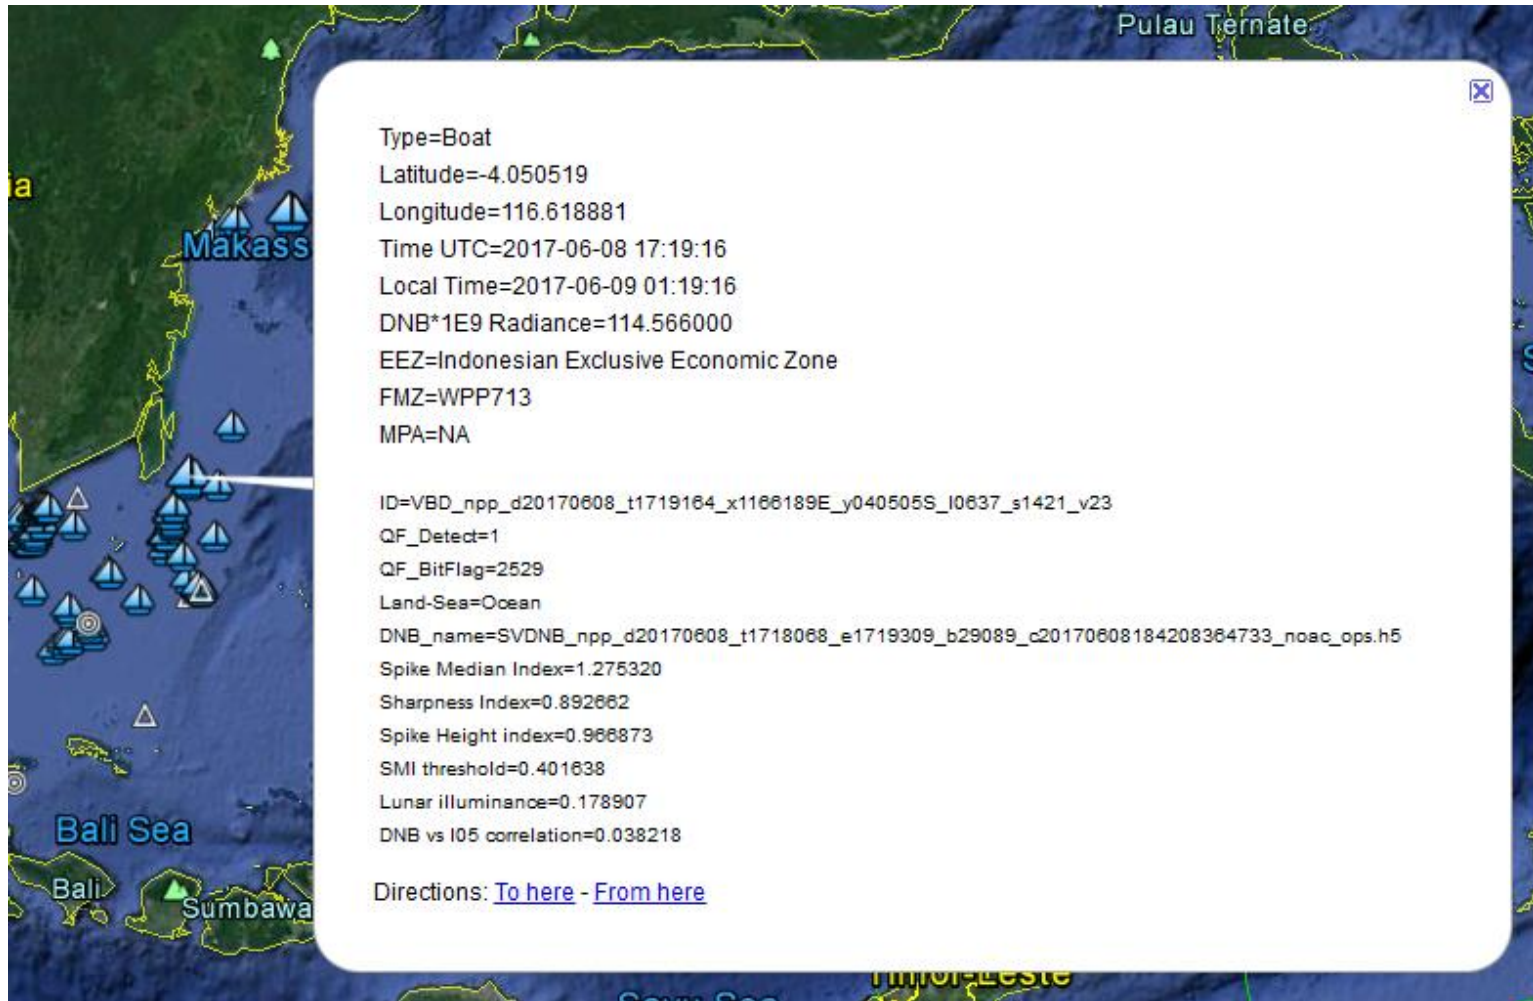 Pulau Ternate
Type=Boat
Latitude=-4.050519
ia
Longitude=116.618881
Makass
Time UTC=2017-06-08 17:19:16
Local Time=2017-06-09 01:19:16
DNB*1E9 Radiance=114.566000
EEZ=Indonesian Exclusive Economic Zone
FMZ=WPP713
MPA=NA
ID=VBD_npp_d20170608_t1719164_x1166189E_y040505S_l0637_s1421_v23
QF_Detect=1
QF_BitFlag=2529
Land-Sea=Ocean
DNB_name=SVDNB_npp_d20170608_t1718068_e1719309_b29089_c20170608184208364733_noac_ops.h5
Spike Median Index=1.275320
Sharpness Index=0.892662
Spike Height index=0.966873
SMI threshold=0.401638
Lunar illuminance=0.178907
Bali Sea
DNB vs I05 correlation=0.038218
Bali
Directions: To here - From here
Sumbawa
Timor-Leste
Savu Sea